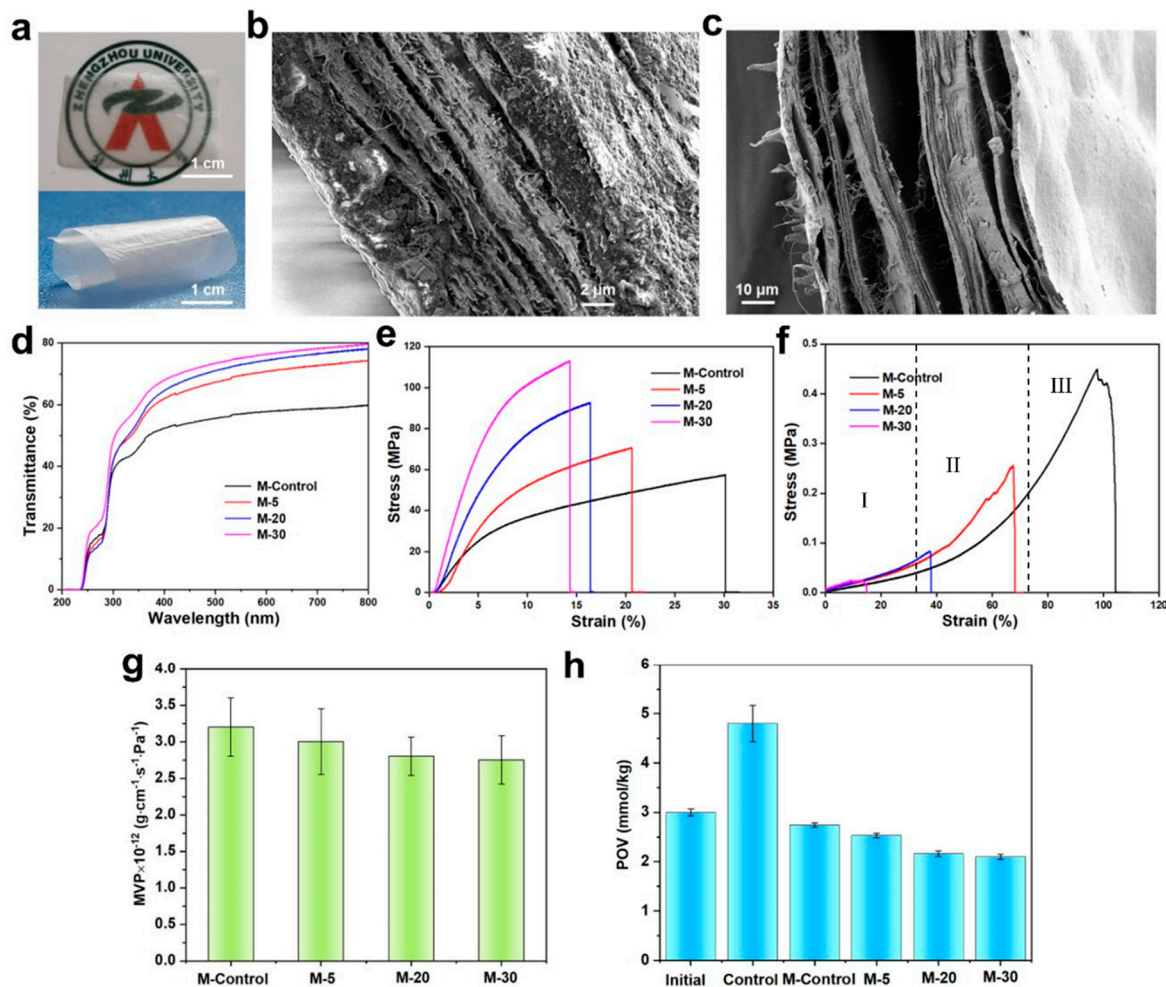 a
ZHENGZHOU UNIVERSITY
1 cm
1 cm
b
2 μm
c
10 μm
d
Transmittance (%)
80
60
40
20
0
200 300 400 500 600 700 800
Wavelength (nm)
M-Control
M-5
M-20
M-30
e
Stress (MPa)
120
100
80
60
40
20
0
0 5 10 15 20 25 30 35
Strain (%)
M-Control
M-5
M-20
M-30
f
Stress (MPa)
0.5
0.4
0.3
0.2
0.1
0.0
0 20 40 60 80 100 120
Strain (%)
M-Control
M-5
M-20
M-30
I
II
III
g
MVP×10⁻¹² (g·cm⁻¹·s⁻¹·Pa⁻¹)
4.0
3.5
3.0
2.5
2.0
1.5
1.0
0.5
0.0
M-Control M-5 M-20 M-30
h
POV (mmol/kg)
6
5
4
3
2
1
0
Initial Control M-Control M-5 M-20 M-30